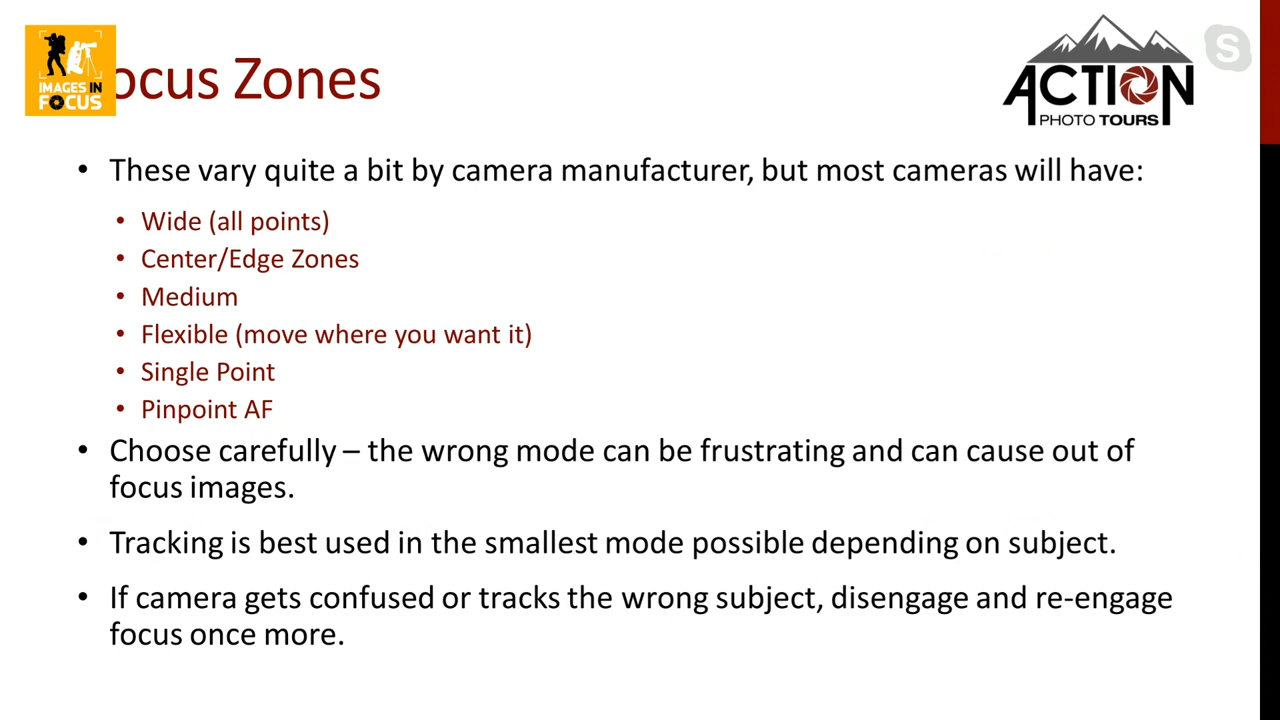 IMAGES IN
FOCUS
ocus Zones
ACTION
PHOTO TOURS
S
• These vary quite a bit by camera manufacturer, but most cameras will have:
• Wide (all points)
• Center/Edge Zones
• Medium
• Flexible (move where you want it)
• Single Point
• Pinpoint AF
• Choose carefully – the wrong mode can be frustrating and can cause out of
focus images.
• Tracking is best used in the smallest mode possible depending on subject.
• If camera gets confused or tracks the wrong subject, disengage and re-engage
focus once more.